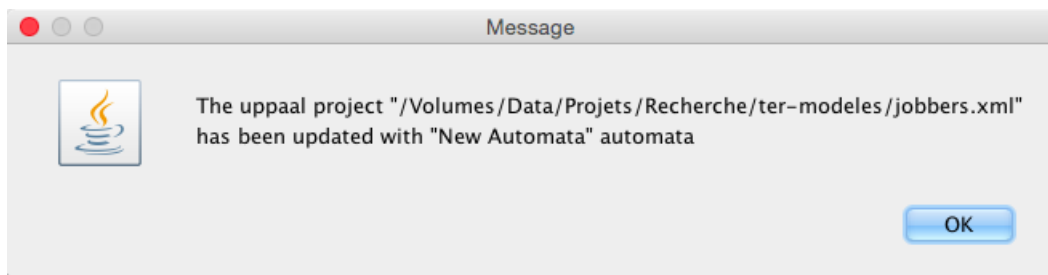 Message
The uppaal project "/Volumes/Data/Projets/Recherche/ter-modeles/jobbers.xml"
has been updated with "New Automata" automata
OK